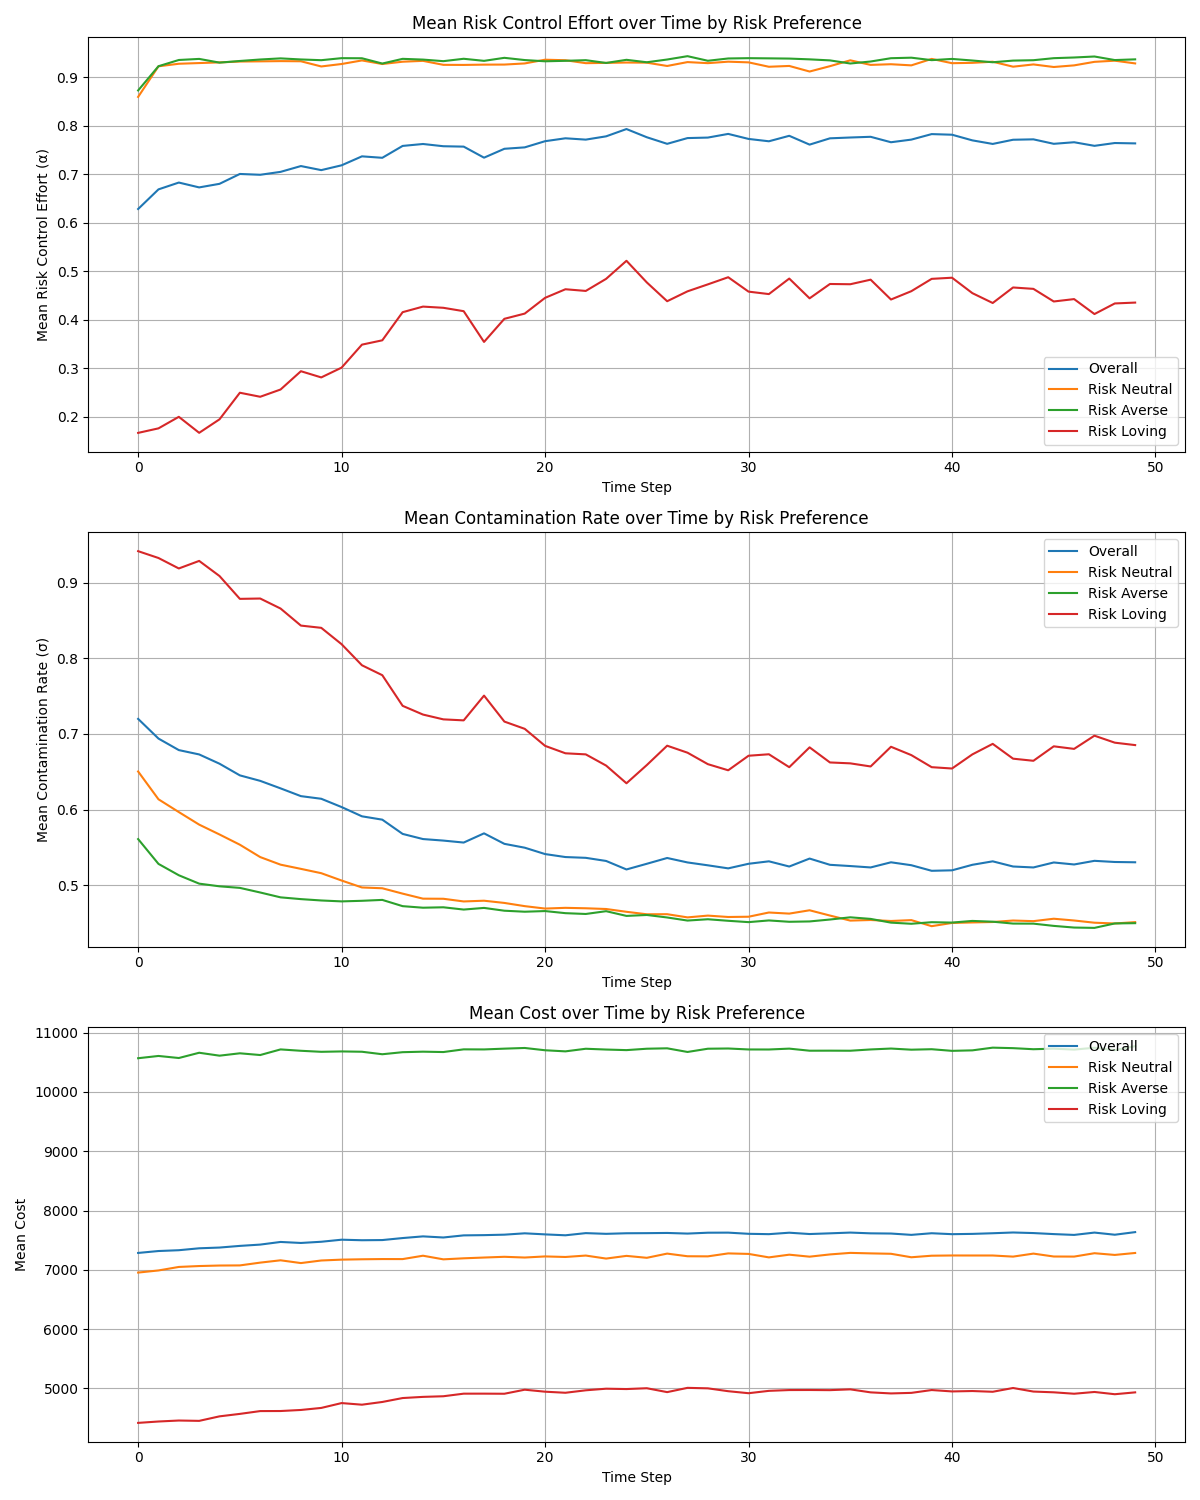 Mean Risk Control Effort over Time by Risk Preference
Mean Risk Control Effort (α)
0.9
0.8
0.7
0.6
0.5
0.4
0.3
0.2
Overall
Risk Neutral
Risk Averse
Risk Loving
0 10 20 30 40 50
Time Step
Mean Contamination Rate over Time by Risk Preference
Mean Contamination Rate (σ)
0.9
0.8
0.7
0.6
0.5
Overall
Risk Neutral
Risk Averse
Risk Loving
0 10 20 30 40 50
Time Step
Mean Cost over Time by Risk Preference
Mean Cost
11000
10000
9000
8000
7000
6000
5000
Overall
Risk Neutral
Risk Averse
Risk Loving
0 10 20 30 40 50
Time Step